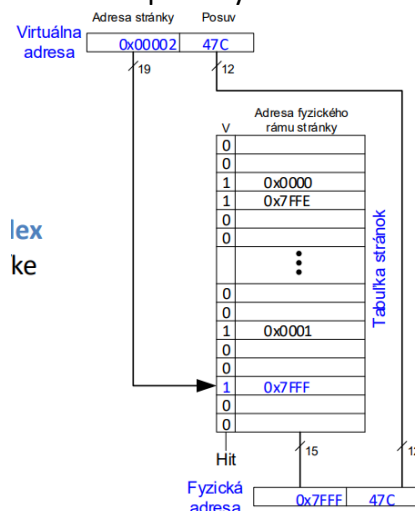 Adresa stránky Posuv
Virtuálna adresa 0x00002 47C
19 12
Adresa fyzického
rámu stránky
V
0
0
1 0x0000
1 0x7FFE
0
0
lex
ke
Tabuľka stránok
0
0
1 0x0001
0
0
1 0x7FFF
0
0
Hit
15 12
Fyzická adresa 0x7FFF 47C